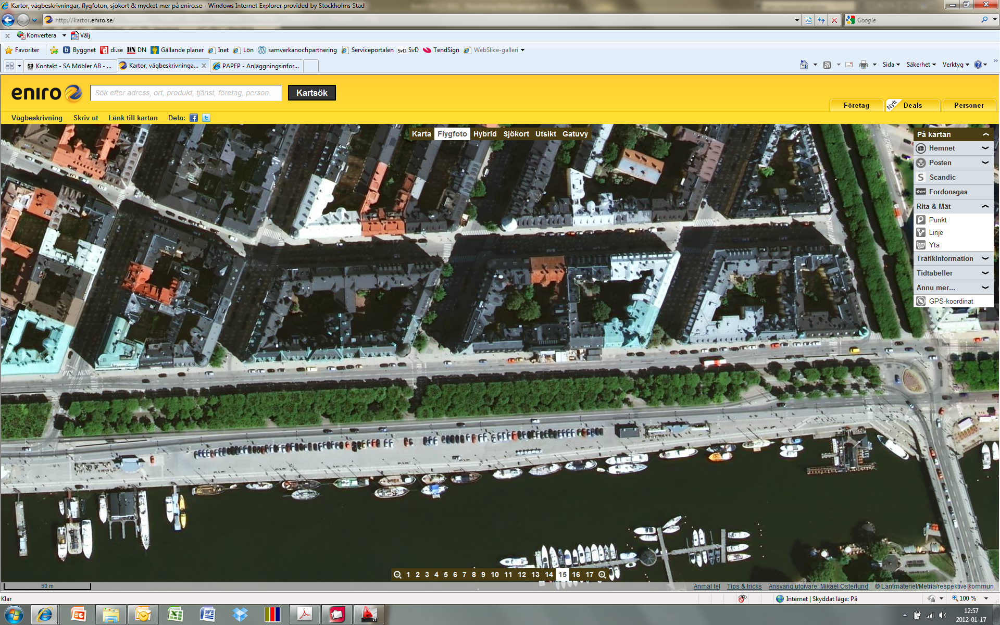 Kartor, vägbeskrivningar, flygfoton, sjökort & mycket mer på eniro.se - Windows Internet Explorer provided by Stockholms Stad
http://kartor.eniro.se/
Google
x Konvertera Välj
Favoriter Byggnet di.se DN Gällande planer Inet Lön samverkanochpartnering Serviceportalen SvD SvD TendSign WebSlice-galleri
Kontakt - SA Möbler AB - ... Kartor, vägbeskrivninga... x PAPFP - Anläggningsinfor... Sida Säkerhet Verktyg
eniro Sök efter adress, ort, produkt, tjänst, företag, person Kartsök
Företag Nytt Deals Personer
Vägbeskrivning Skriv ut Länk till kartan Dela:
Karta Flygfoto Hybrid Sjökort Utsikt Gatuvy
På kartan
Hemnet
Posten
S Scandic
e·on Fordonsgas
Rita & Mät
Punkt
Linje
Yta
Trafikinformation
Tidtabeller
Ännu mer...
GPS-koordinat
1 2 3 4 5 6 7 8 9 10 11 12 13 14 15 16 17
50 m
Anmäl fel Tips & tricks Ansvarig utgivare: Mikael Österlund © Lantmäteriet/Metria/respektive kommun
Klar Internet | Skyddat läge: På 100 %
12:57
2012-01-17